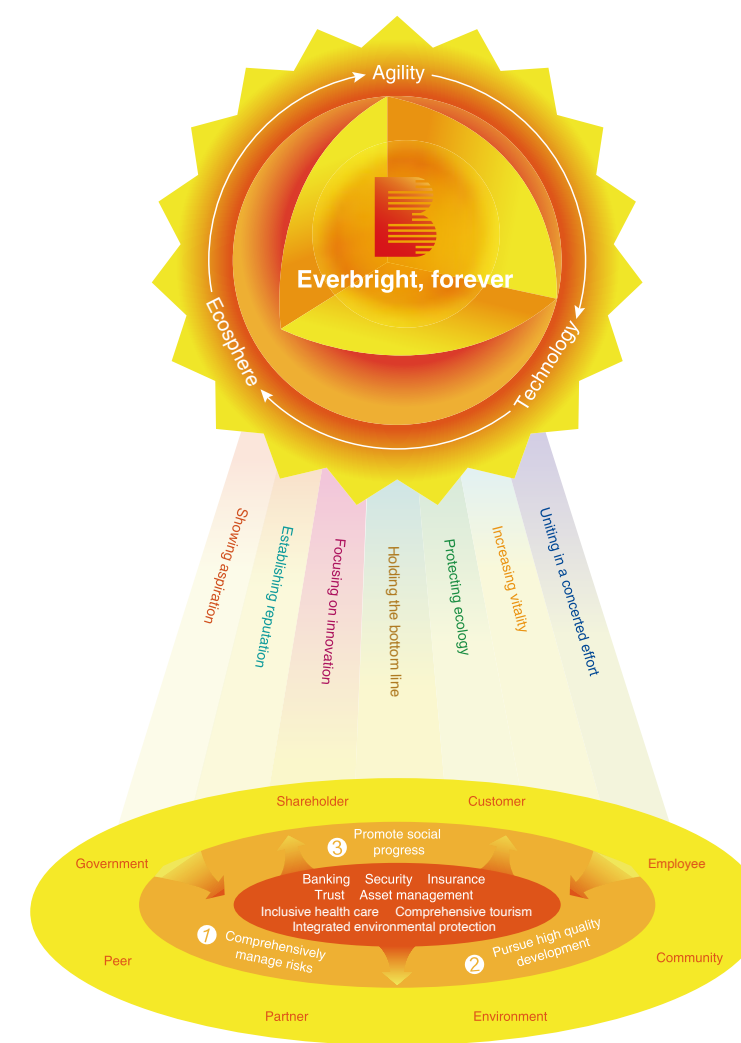 Agility
Ecosphere
Technology
Everbright, forever
Showing aspiration
Establishing reputation
Focusing on innovation
Holding the bottom line
Protecting ecology
Increasing vitality
Uniting in a concerted effort
Shareholder
Customer
Government
Employee
Peer
Community
Partner
Environment
3 Promote social
progress
Banking Security Insurance
Trust Asset management
Inclusive health care Comprehensive tourism
Integrated environmental protection
1 Comprehensively
manage risks
2 Pursue high quality
development